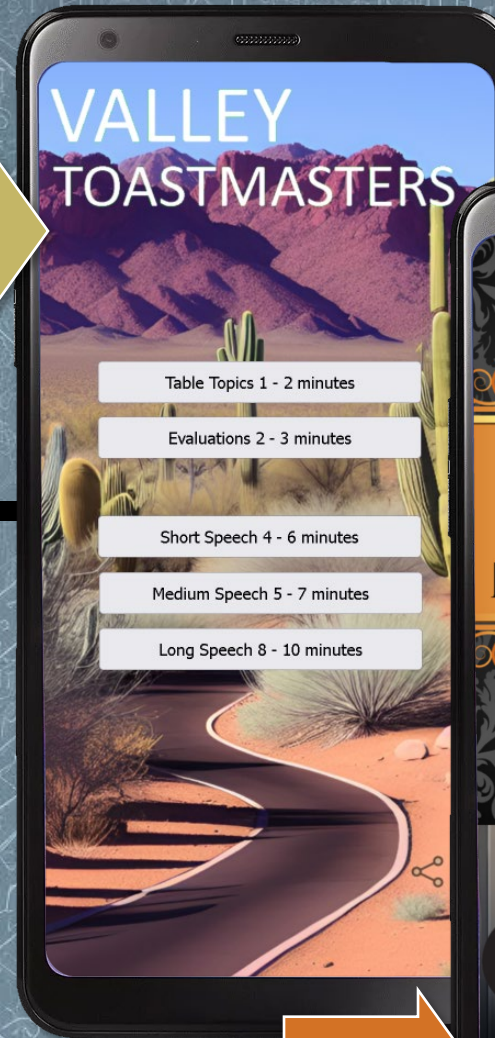 VALLEY
TOASTMASTERS
Table Topics 1 - 2 minutes
Evaluations 2 - 3 minutes
Short Speech 4 - 6 minutes
Medium Speech 5 - 7 minutes
Long Speech 8 - 10 minutes